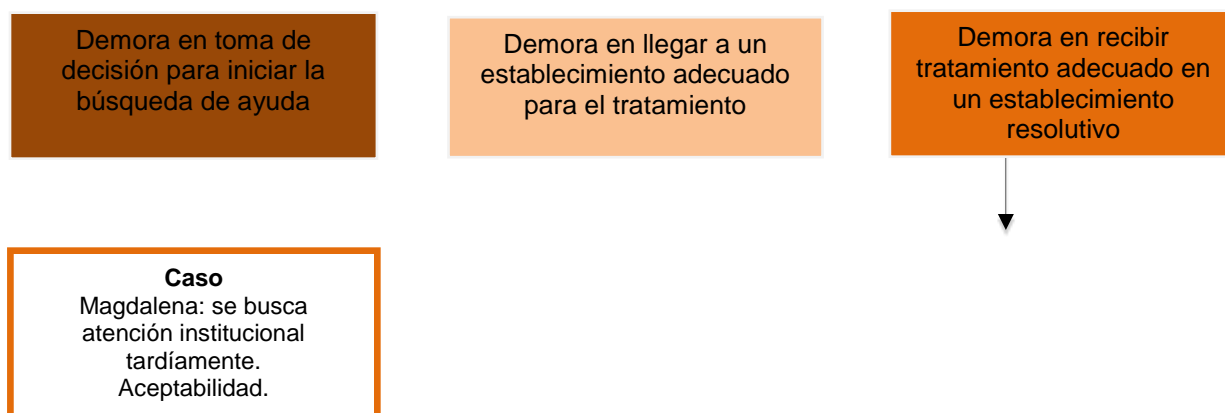 Demora en toma de
decisión para iniciar la
búsqueda de ayuda
Demora en llegar a un
establecimiento adecuado
para el tratamiento
Demora en recibir
tratamiento adecuado en
un establecimiento
resolutivo
Caso
Magdalena: se busca
atención institucional
tardíamente.
Aceptabilidad.